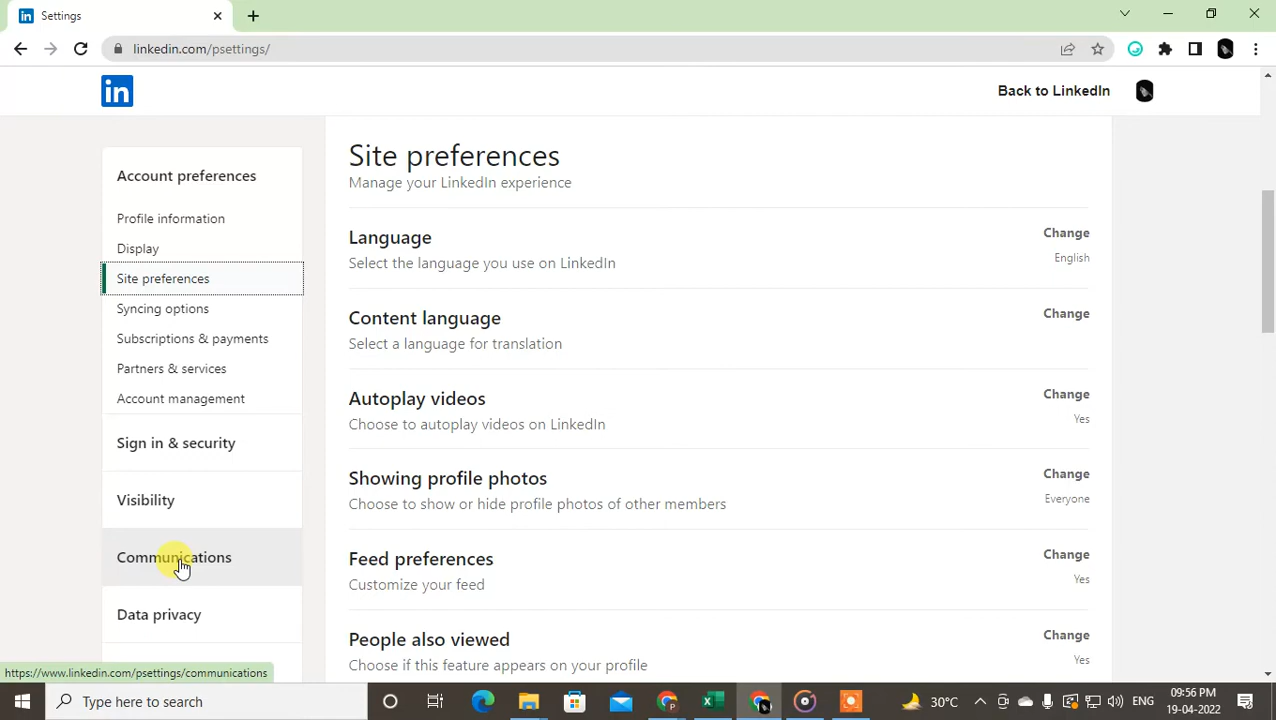 Settings
linkedin.com/psettings/
in
Back to LinkedIn
Account preferences
Profile information
Display
Site preferences
Syncing options
Subscriptions & payments
Partners & services
Account management
Sign in & security
Visibility
Communications
Data privacy
Site preferences
Manage your LinkedIn experience
Language
Select the language you use on LinkedIn
Change
English
Content language
Select a language for translation
Change
Autoplay videos
Choose to autoplay videos on LinkedIn
Change
Yes
Showing profile photos
Choose to show or hide profile photos of other members
Change
Everyone
Feed preferences
Customize your feed
Change
Yes
People also viewed
Choose if this feature appears on your profile
Change
Yes
https://www.linkedin.com/psettings/communications
Type here to search
30°C
ENG
09:56 PM
19-04-2022